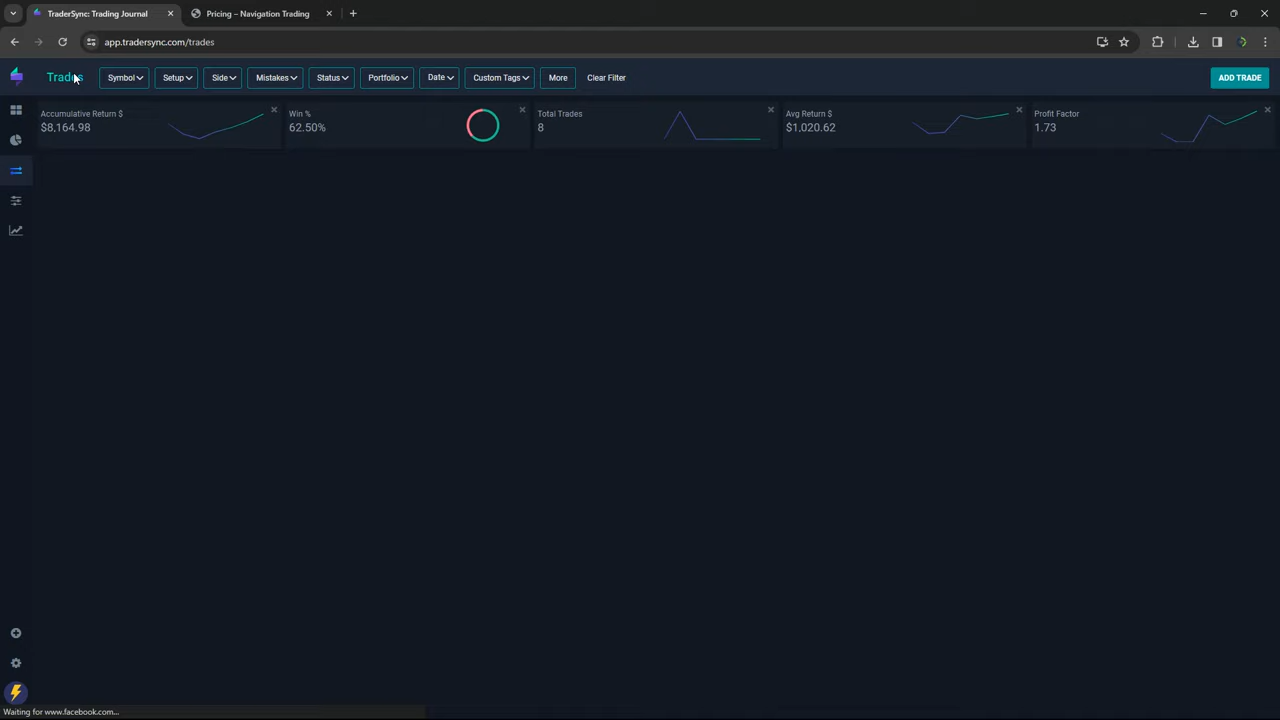 TraderSync: Trading Journal
Pricing – Navigation Trading
app.tradersync.com/trades
Trades
Symbol
Setup
Side
Mistakes
Status
Portfolio
Date
Custom Tags
More
Clear Filter
ADD TRADE
Accumulative Return $
$8,164.98
Win %
62.50%
Total Trades
8
Avg Return $
$1,020.62
Profit Factor
1.73
Waiting for www.facebook.com...